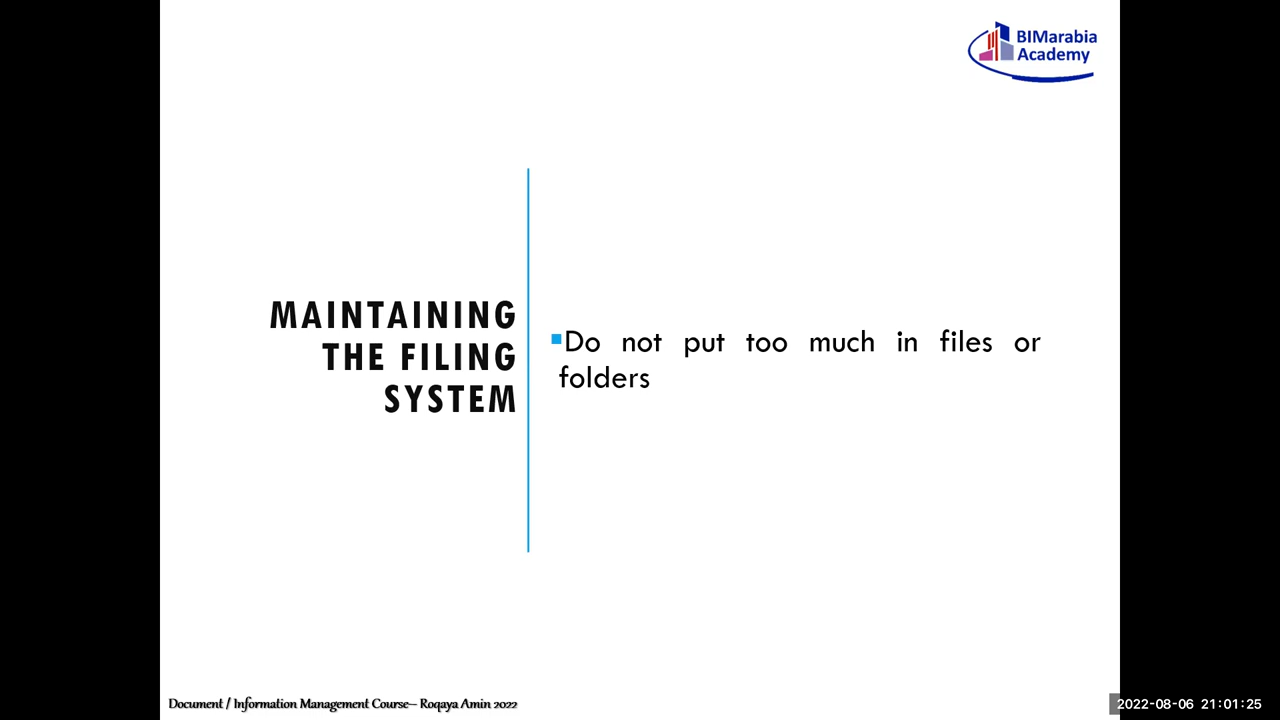 BIMarabia
Academy
MAINTAINING
THE FILING
SYSTEM
▪Do not put too much in files or
folders
Document / Information Management Course– Roqaya Amin 2022
2022-08-06 21:01:25